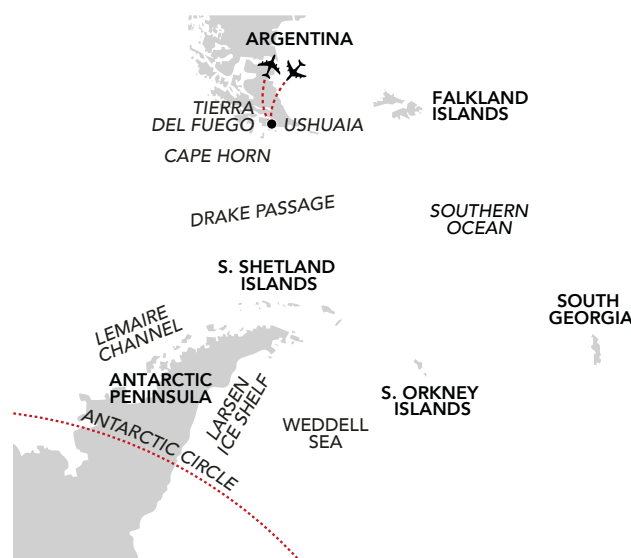 ARGENTINA
TIERRA
DEL FUEGO
USHUAIA
FALKLAND
ISLANDS
CAPE HORN
DRAKE PASSAGE
SOUTHERN
OCEAN
S. SHETLAND
ISLANDS
SOUTH
GEORGIA
LEMAIRE
CHANNEL
ANTARCTIC
PENINSULA
LARSEN
ICE SHELF
S. ORKNEY
ISLANDS
WEDDELL
SEA
ANTARCTIC CIRCLE